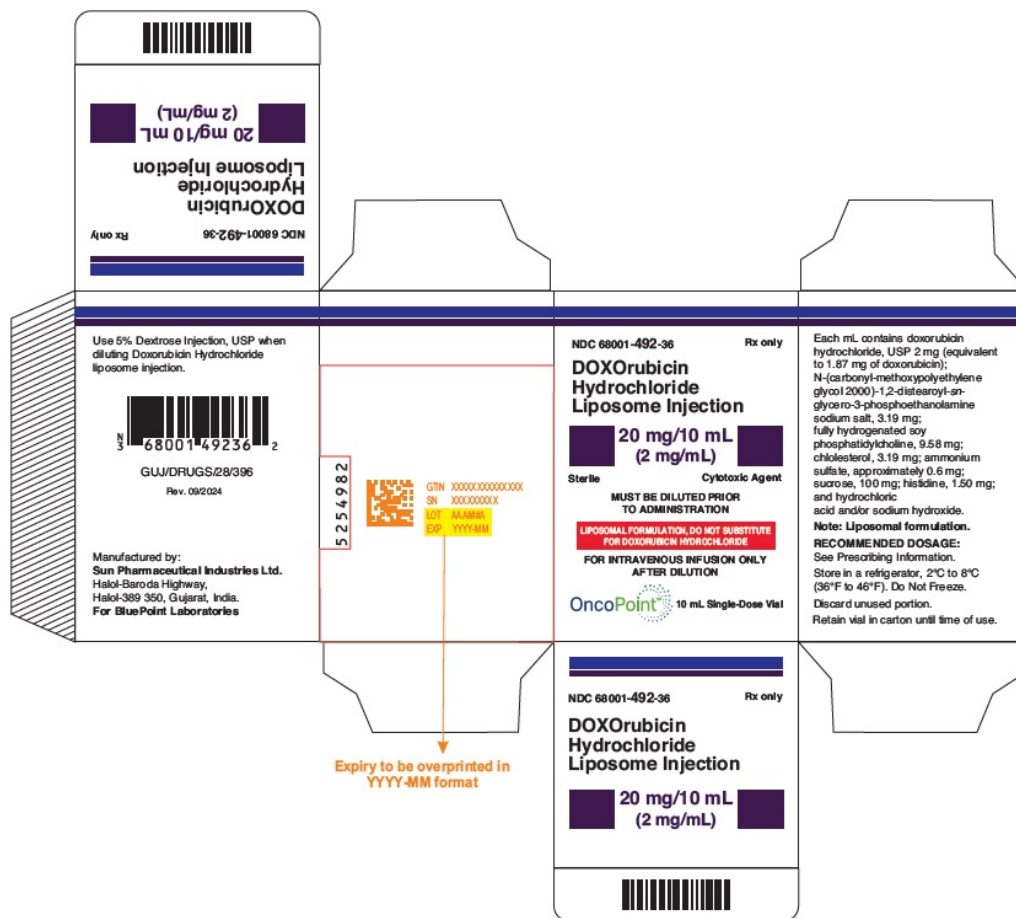 20 mg/10 mL
(2 mg/mL)
DOXOrubicin
Hydrochloride
Liposome Injection
NDC 68001-492-36 Rx only
Use 5% Dextrose Injection, USP when
diluting Doxorubicin Hydrochloride
liposome injection.
N
3 68001 49236 2
GUJ/DRUGS/28/396
Rev. 09/2024
Manufactured by:
Sun Pharmaceutical Industries Ltd.
Halol-Baroda Highway,
Halol-389 350, Gujarat, India.
For BluePoint Laboratories
5254982
GTIN XXXXXXXXXXXXXX
SN XXXXXXXXX
LOT AAAAAAA
EXP YYYY-MM
Expiry to be overprinted in
YYYY-MM format
NDC 68001-492-36 Rx only
DOXOrubicin
Hydrochloride
Liposome Injection
20 mg/10 mL
(2 mg/mL)
Sterile Cytotoxic Agent
MUST BE DILUTED PRIOR
TO ADMINISTRATION
LIPOSOMAL FORMULATION, DO NOT SUBSTITUTE
FOR DOXORUBICIN HYDROCHLORIDE
FOR INTRAVENOUS INFUSION ONLY
AFTER DILUTION
OncoPoint 10 mL Single-Dose Vial
NDC 68001-492-36 Rx only
DOXOrubicin
Hydrochloride
Liposome Injection
20 mg/10 mL
(2 mg/mL)
Each mL contains doxorubicin
hydrochloride, USP 2 mg (equivalent
to 1.87 mg of doxorubicin);
N-(carbonyl-methoxypolyethylene
glycol 2000)-1,2-distearoyl-sn-
glycero-3-phosphoethanolamine
sodium salt, 3.19 mg;
fully hydrogenated soy
phosphatidylcholine, 9.58 mg;
chlolesterol, 3.19 mg; ammonium
sulfate, approximately 0.6 mg;
sucrose, 100 mg; histidine, 1.50 mg;
and hydrochloric
acid and/or sodium hydroxide.
Note: Liposomal formulation.
RECOMMENDED DOSAGE:
See Prescribing Information.
Store in a refrigerator, 2°C to 8°C
(36°F to 46°F). Do Not Freeze.
Discard unused portion.
Retain vial in carton until time of use.